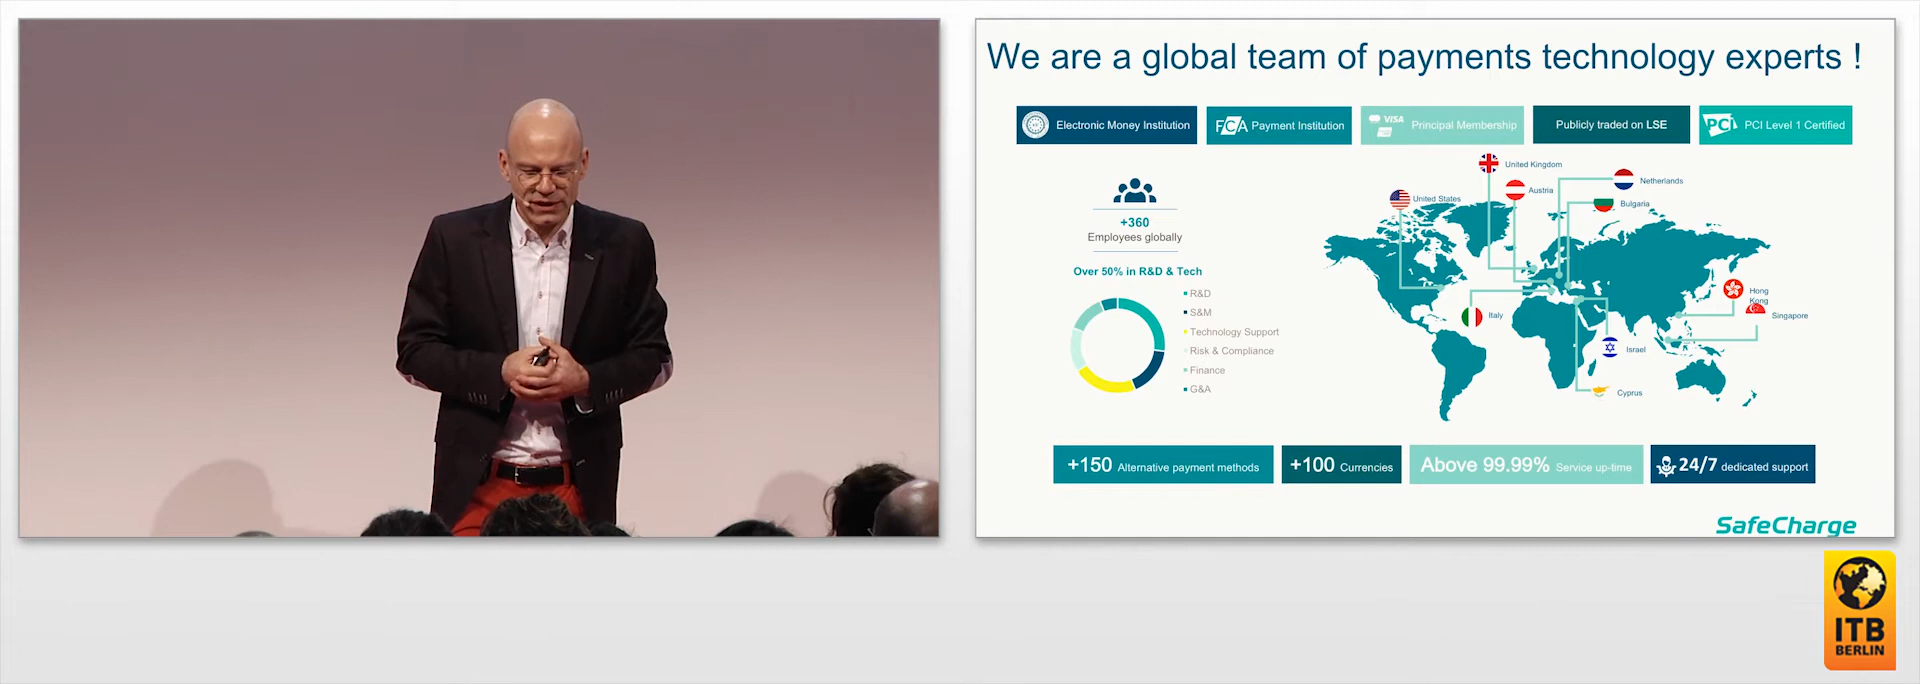 We are a global team of payments technology experts !
Electronic Money Institution
FCA Payment Institution
VISA Principal Membership
Publicly traded on LSE
PCI PCI Level 1 Certified
United Kingdom
Netherlands
Austria
United States
Bulgaria
+360
Employees globally
Over 50% in R&D & Tech
R&D
S&M
Technology Support
Risk & Compliance
Finance
G&A
Hong
Kong
Singapore
Italy
Israel
Cyprus
+150 Alternative payment methods
+100 Currencies
Above 99.99% Service up-time
24/7 dedicated support
SafeCharge
ITB
BERLIN